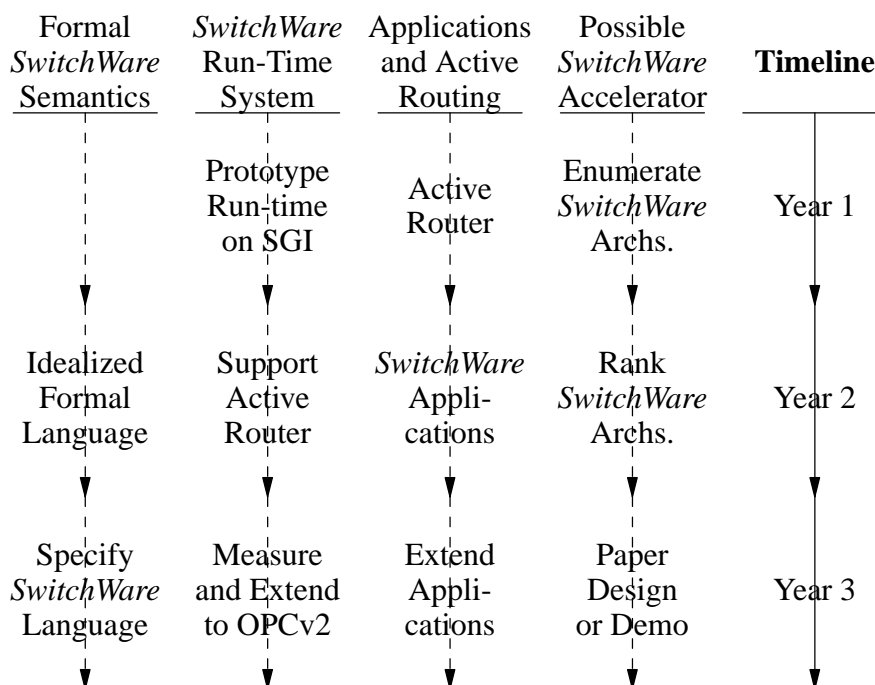 Formal
SwitchWare
Semantics
SwitchWare
Run-Time
System
Applications
and Active
Routing
Possible
SwitchWare
Accelerator
Timeline
Prototype
Run-time
on SGI
Active
Router
Enumerate
SwitchWare
Archs.
Year 1
Idealized
Formal
Language
Support
Active
Router
SwitchWare
Appli-
cations
Rank
SwitchWare
Archs.
Year 2
Specify
SwitchWare
Language
Measure
and Extend
to OPCv2
Extend
Appli-
cations
Paper
Design
or Demo
Year 3